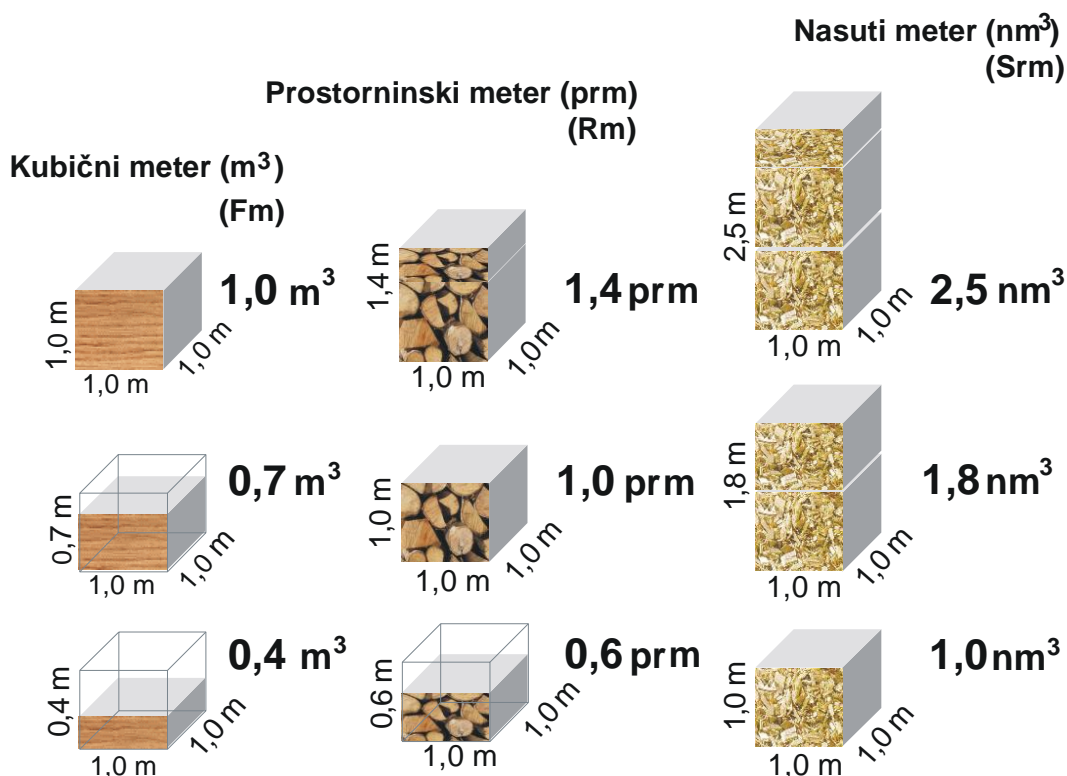 Nasuti meter (nm³)
(Srm)
Prostorninski meter (prm)
(Rm)
Kubični meter (m³)
(Fm)
1,0 m
1,0 m
1,0 m
1,0 m³
1,4 m
1,0 m
1,0 m
1,4 prm
2,5 m
1,0 m
1,0 m
2,5 nm³
0,7 m
1,0 m
1,0 m
0,7 m³
1,0 m
1,0 m
1,0 m
1,0 prm
1,8 m
1,0 m
1,0 m
1,8 nm³
0,4 m
1,0 m
1,0 m
0,4 m³
0,6 m
1,0 m
1,0 m
0,6 prm
1,0 m
1,0 m
1,0 m
1,0 nm³